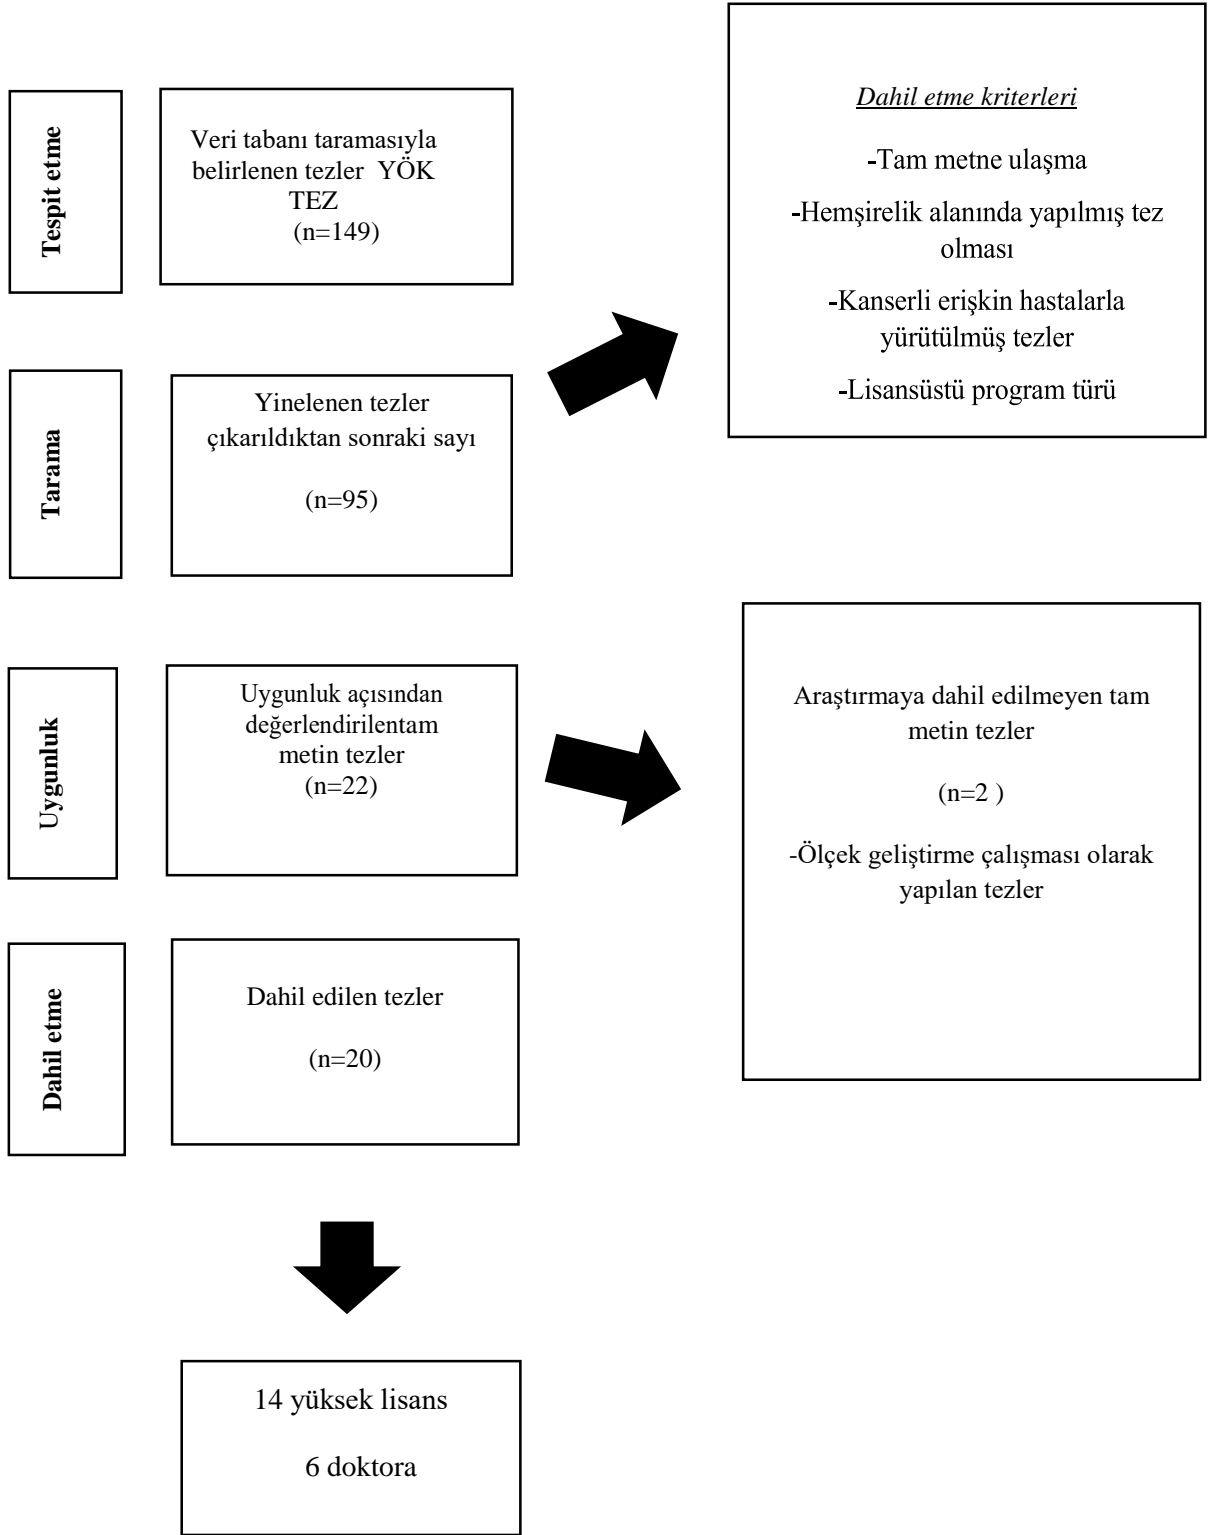 Tespit etme
Veri tabanı taramasıyla
belirlenen tezler YÖK
TEZ
(n=149)
Dahil etme kriterleri
-Tam metne ulaşma
-Hemşirelik alanında yapılmış tez
olması
-Kanserli erişkin hastalarla
yürütülmüş tezler
-Lisansüstü program türü
Tarama
Yinelenen tezler
çıkarıldıktan sonraki sayı
(n=95)
Uygunluk
Uygunluk açısından
değerlendirilentam
metin tezler
(n=22)
Araştırmaya dahil edilmeyen tam
metin tezler
(n=2 )
-Ölçek geliştirme çalışması olarak
yapılan tezler
Dahil etme
Dahil edilen tezler
(n=20)
14 yüksek lisans
6 doktora